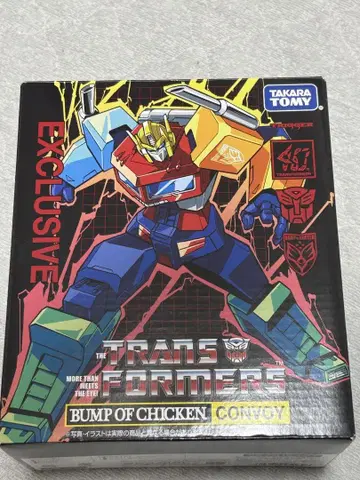 TAKARA
TOMY
EXCLUSIVE
THE TRANS
FORMERS
MORE THAN
MEETS
THE EYE!
BUMP OF CHICKEN CONVOY